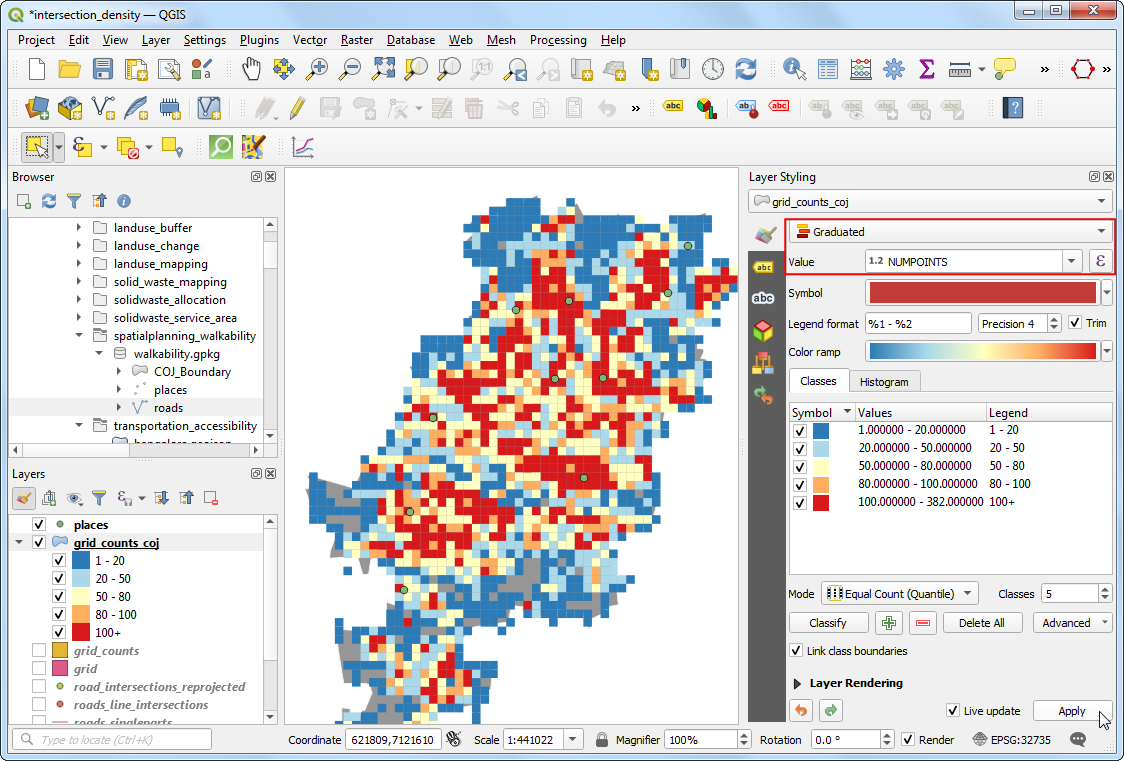 *intersection_density — QGIS
Project Edit View Layer Settings Plugins Vector Raster Database Web Mesh Processing Help
Browser
landuse_buffer
landuse_change
landuse_mapping
solid_waste_mapping
solidwaste_allocation
solidwaste_service_area
spatialplanning_walkability
walkability.gpkg
COJ_Boundary
places
roads
transportation_accessibility
Layers
places
grid_counts_coj
1 - 20
20 - 50
50 - 80
80 - 100
100+
grid_counts
grid
road_intersections_reprojected
roads_line_intersections
roads_singleparts
Layer Styling
grid_counts_coj
Graduated
Value 1.2 NUMPOINTS ε
Symbol
Legend format %1 - %2 Precision 4 Trim
Color ramp
Classes Histogram
Symbol Values Legend
1.000000 - 20.000000 1 - 20
20.000000 - 50.000000 20 - 50
50.000000 - 80.000000 50 - 80
80.000000 - 100.000000 80 - 100
100.000000 - 382.000000 100+
Mode Equal Count (Quantile) Classes 5
Classify Delete All Advanced
Link class boundaries
Layer Rendering
Live update Apply
Type to locate (Ctrl+K) Coordinate 621809,7121610 Scale 1:441022 Magnifier 100% Rotation 0.0 ° Render EPSG:32735